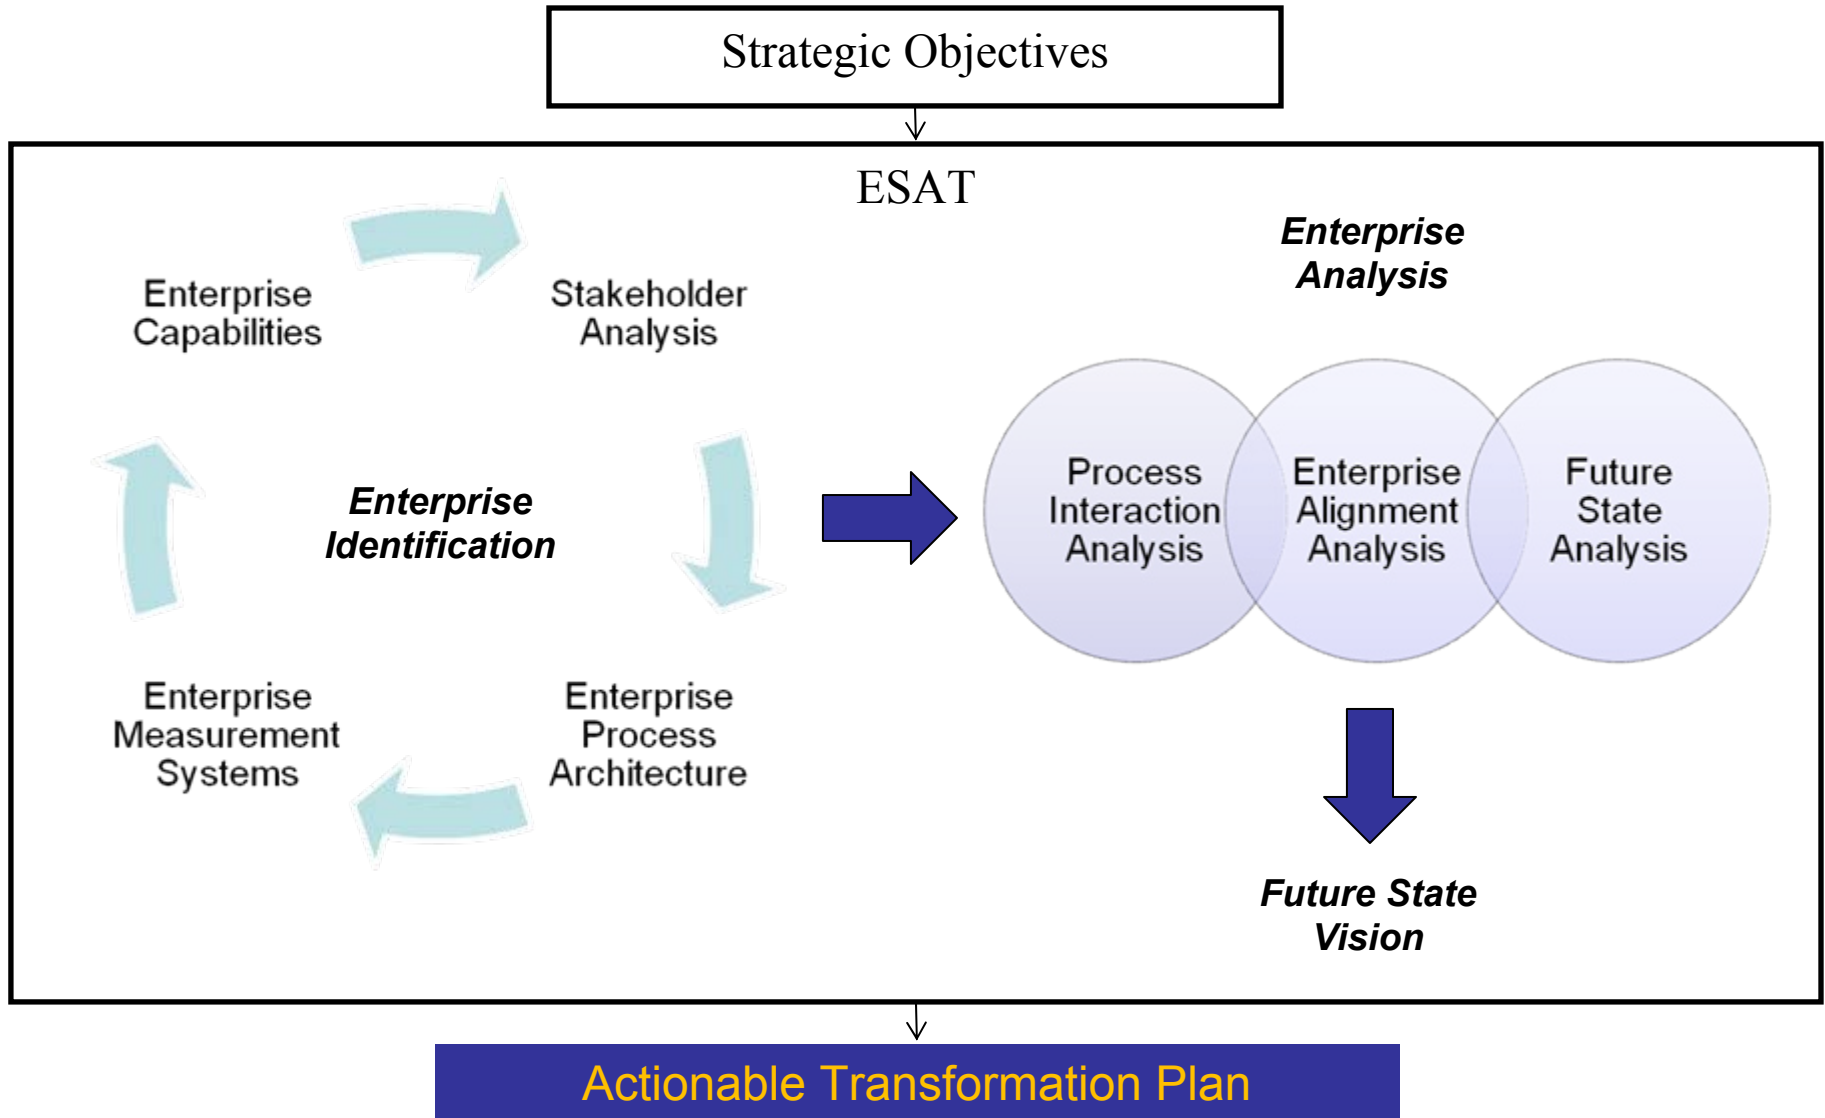 Strategic Objectives
ESAT
Enterprise
Capabilities
Stakeholder
Analysis
Enterprise
Identification
Enterprise
Measurement
Systems
Enterprise
Process
Architecture
Enterprise
Analysis
Process
Interaction
Analysis
Enterprise
Alignment
Analysis
Future
State
Analysis
Future State
Vision
Actionable Transformation Plan